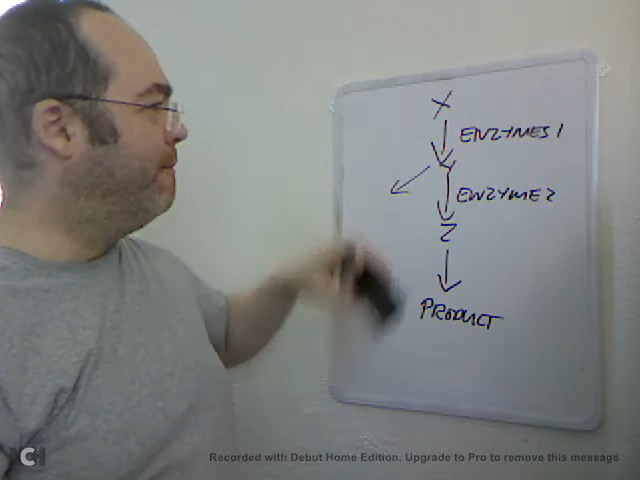 X
ENZYMES 1
Y
ENZYME 2
Z
PRODUCT
Recorded with Debut Home Edition. Upgrade to Pro to remove this message